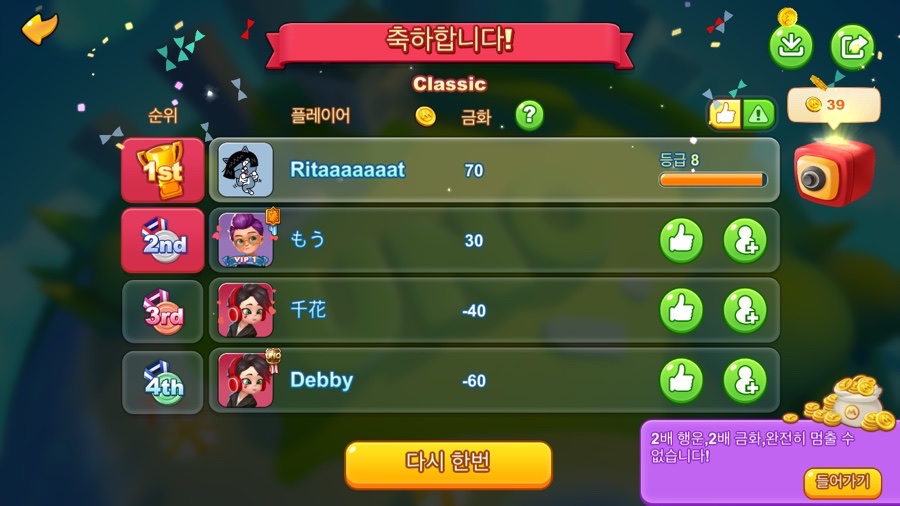 축하합니다!
Classic
순위 플레이어 금화 ?
39
1st Ritaaaaaaat 70 등급 8
2nd VIP 1 もう 30
3rd 千花 -40
4th UNO Debby -60
다시 한번
2배 행운,2배 금화,완전히 멈출 수
없습니다!
들어가기